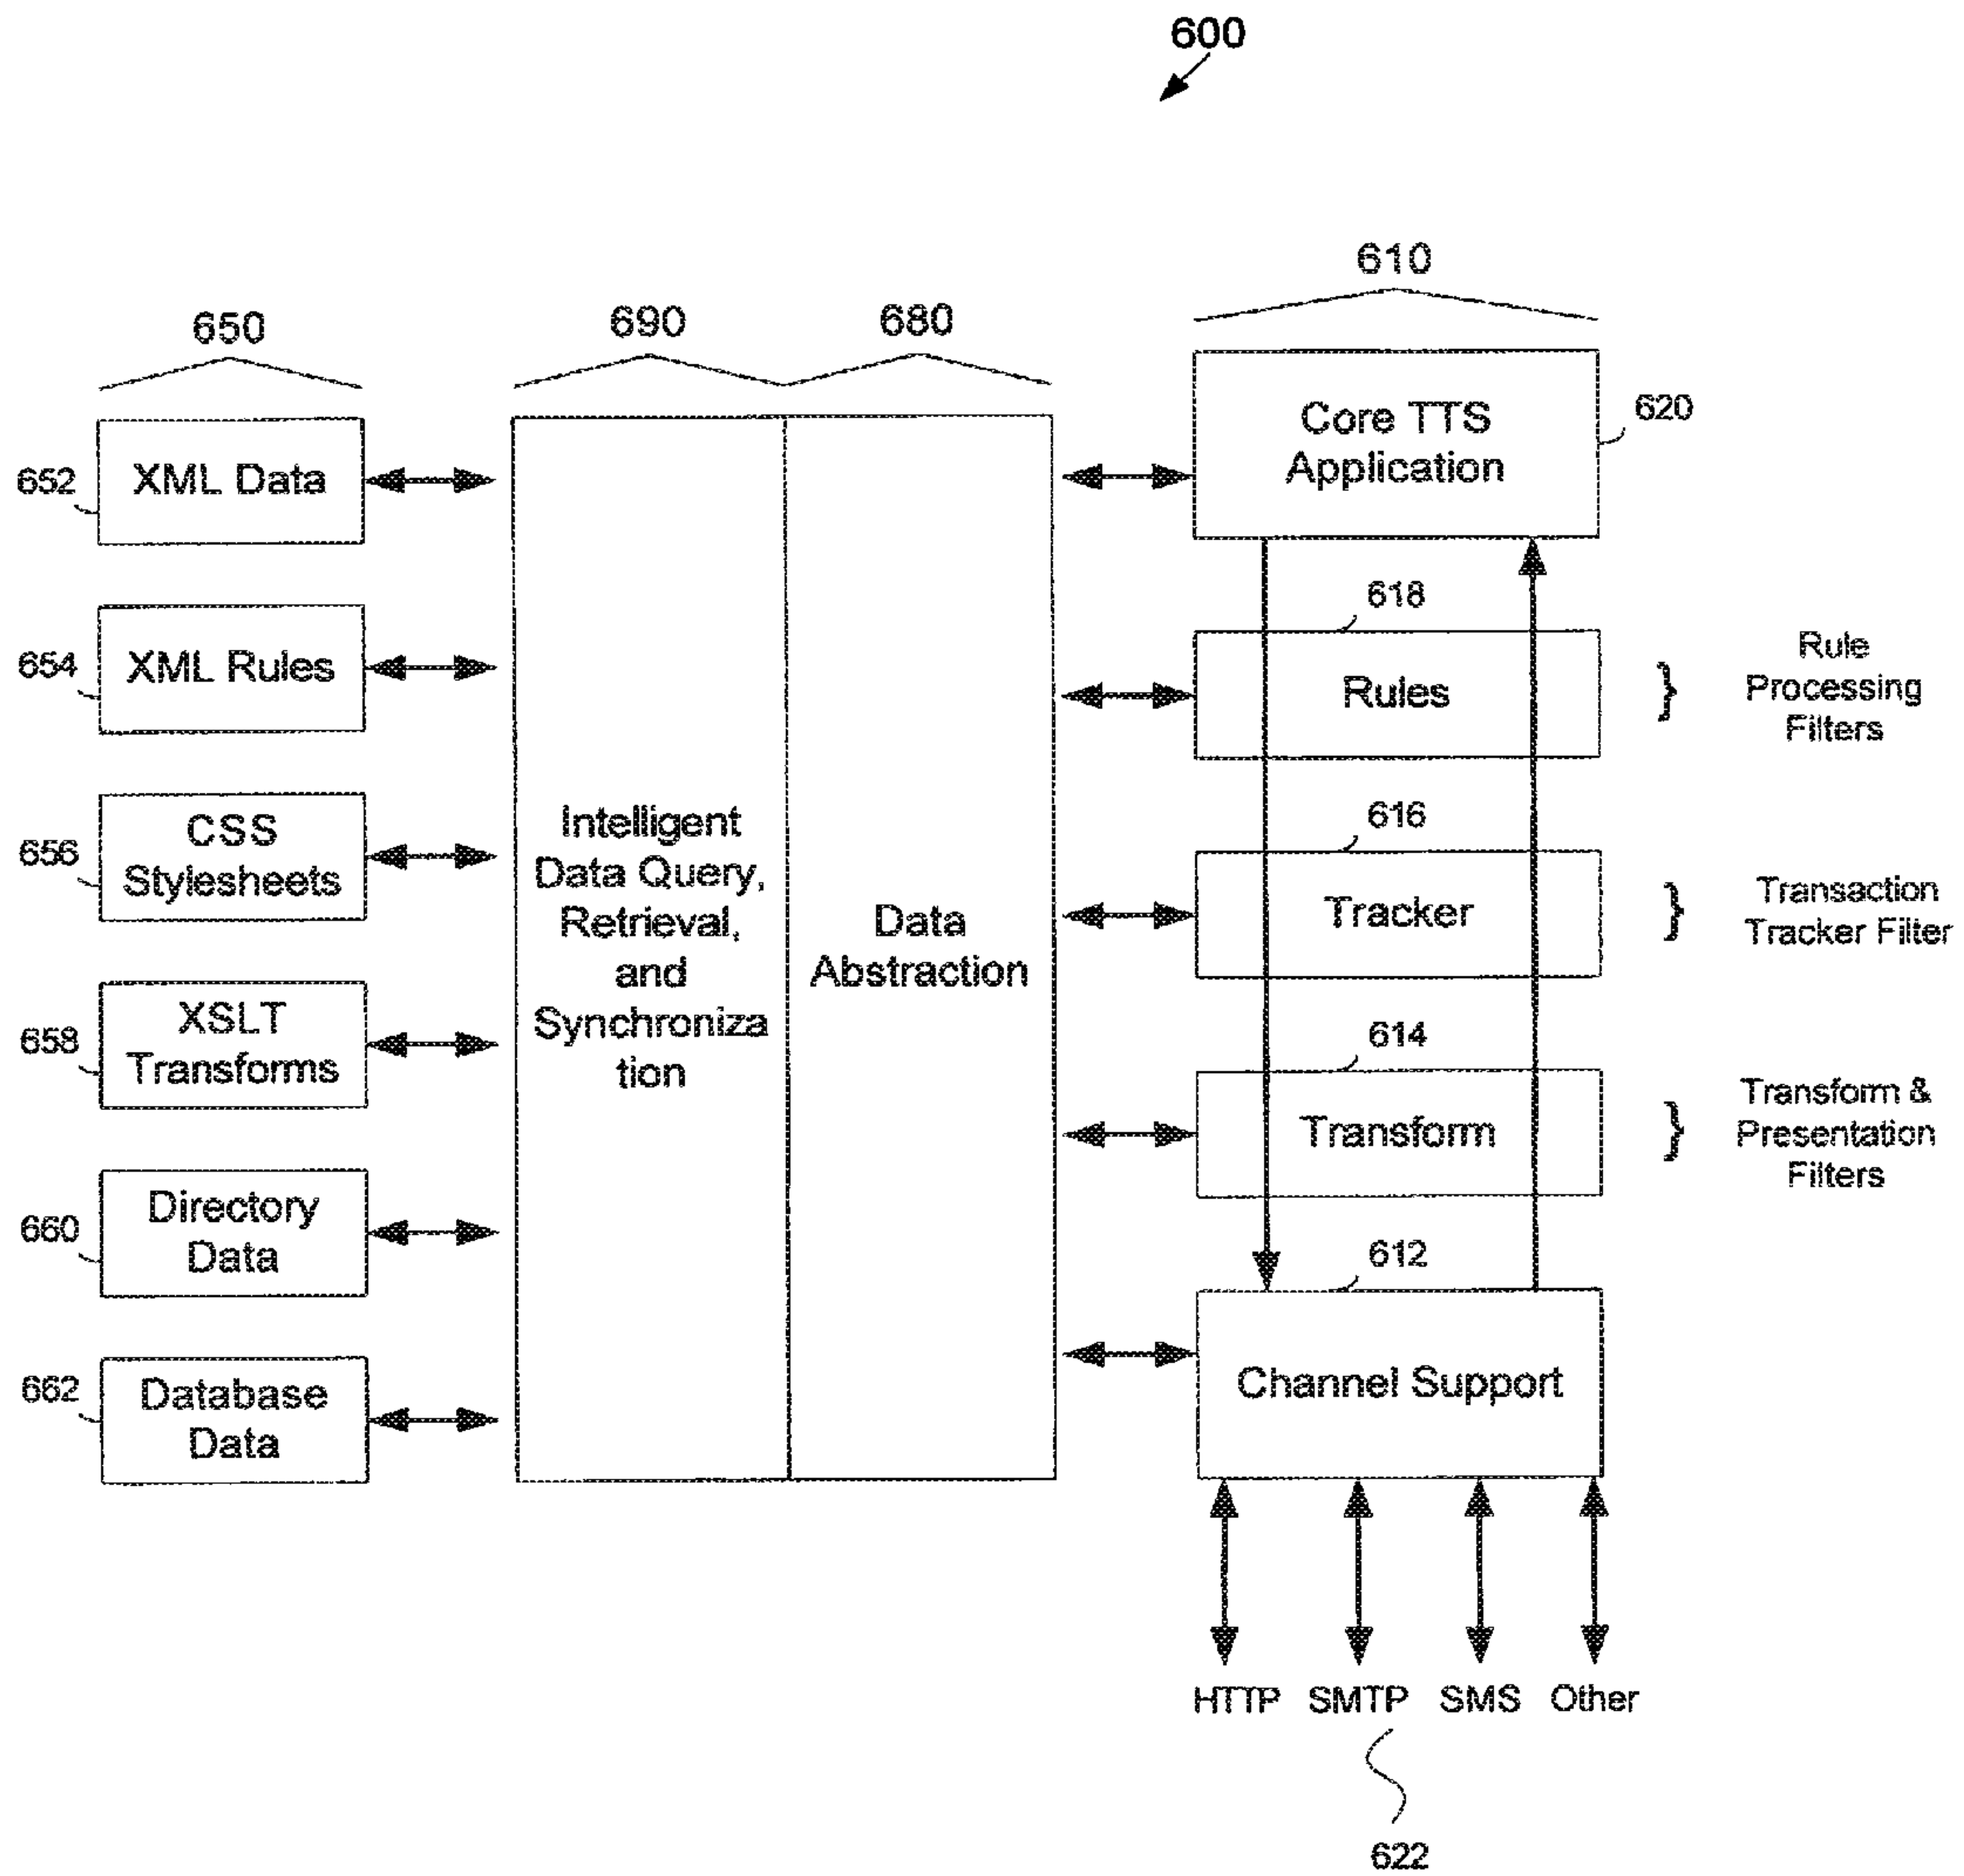 600
610
650
690
680
Core TTS
Application
620
652
XML Data
618
Rules
Rule
Processing
Filters
654
XML Rules
616
Tracker
Transaction
Tracker Filter
656
CSS
Stylesheets
Intelligent
Data Query,
Retrieval,
and
Synchroniza
tion
Data
Abstraction
658
XSLT
Transforms
614
Transform
Transform &
Presentation
Filters
660
Directory
Data
612
Channel Support
662
Database
Data
HTTP
SMTP
SMS
Other
622